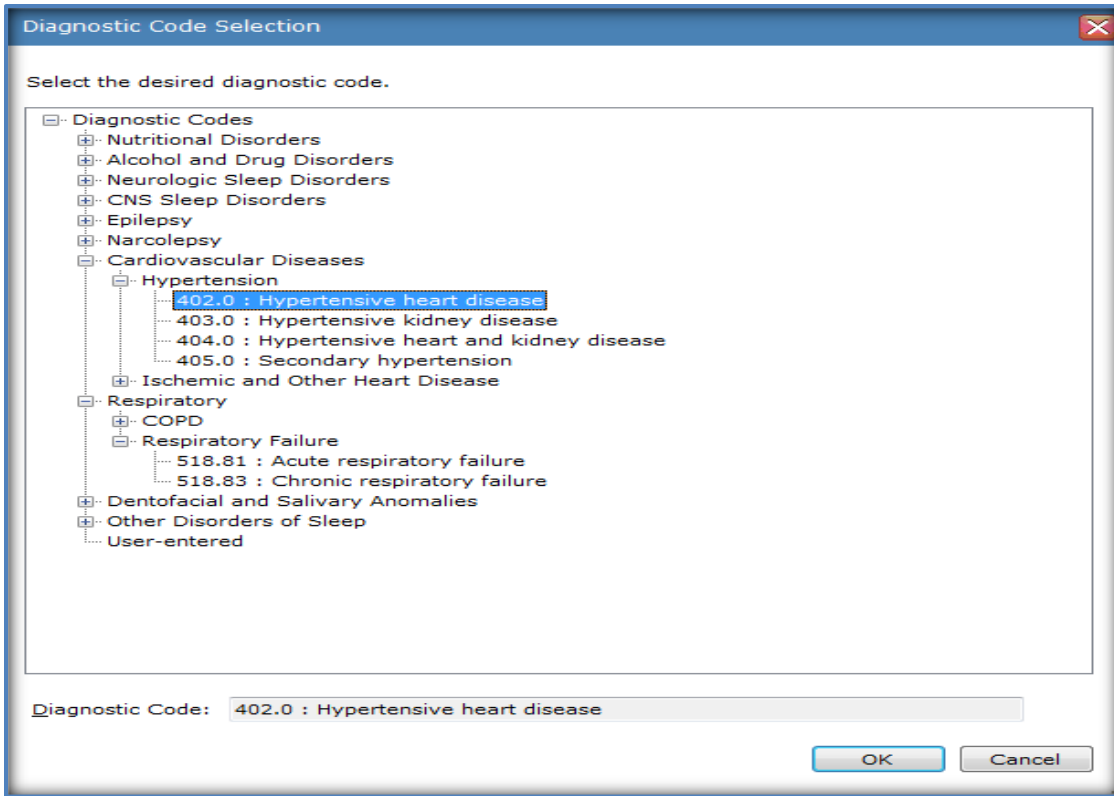 Diagnostic Code Selection
Select the desired diagnostic code.
Diagnostic Codes
Nutritional Disorders
Alcohol and Drug Disorders
Neurologic Sleep Disorders
CNS Sleep Disorders
Epilepsy
Narcolepsy
Cardiovascular Diseases
Hypertension
402.0 : Hypertensive heart disease
403.0 : Hypertensive kidney disease
404.0 : Hypertensive heart and kidney disease
405.0 : Secondary hypertension
Ischemic and Other Heart Disease
Respiratory
COPD
Respiratory Failure
518.81 : Acute respiratory failure
518.83 : Chronic respiratory failure
Dentofacial and Salivary Anomalies
Other Disorders of Sleep
User-entered
Diagnostic Code: 402.0 : Hypertensive heart disease
OK Cancel